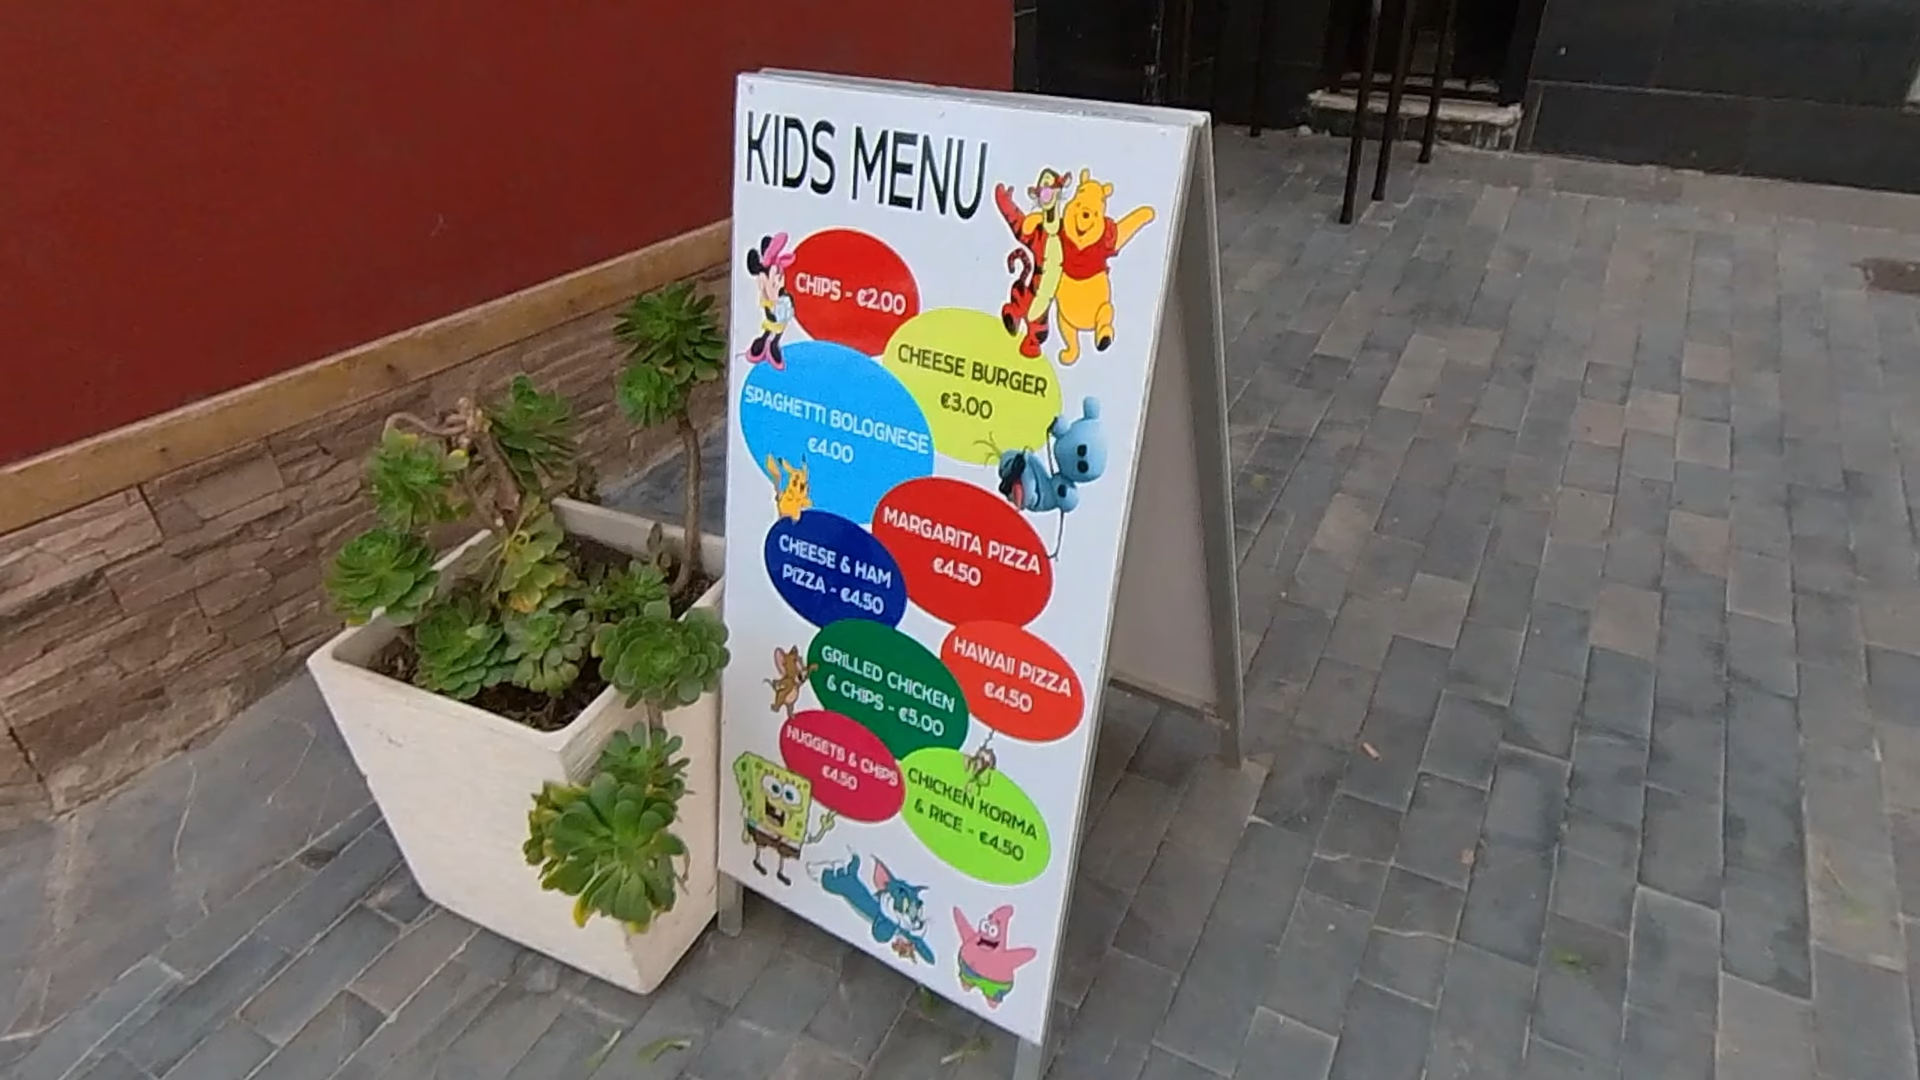 KIDS MENU
CHIPS - €2.00
CHEESE BURGER
€3.00
SPAGHETTI BOLOGNESE
€4.00
MARGARITA PIZZA
€4.50
CHEESE & HAM
PIZZA - €4.50
HAWAII PIZZA
€4.50
GRILLED CHICKEN
& CHIPS - €5.00
NUGGETS & CHIPS
€4.50
CHICKEN KORMA
& RICE - €4.50